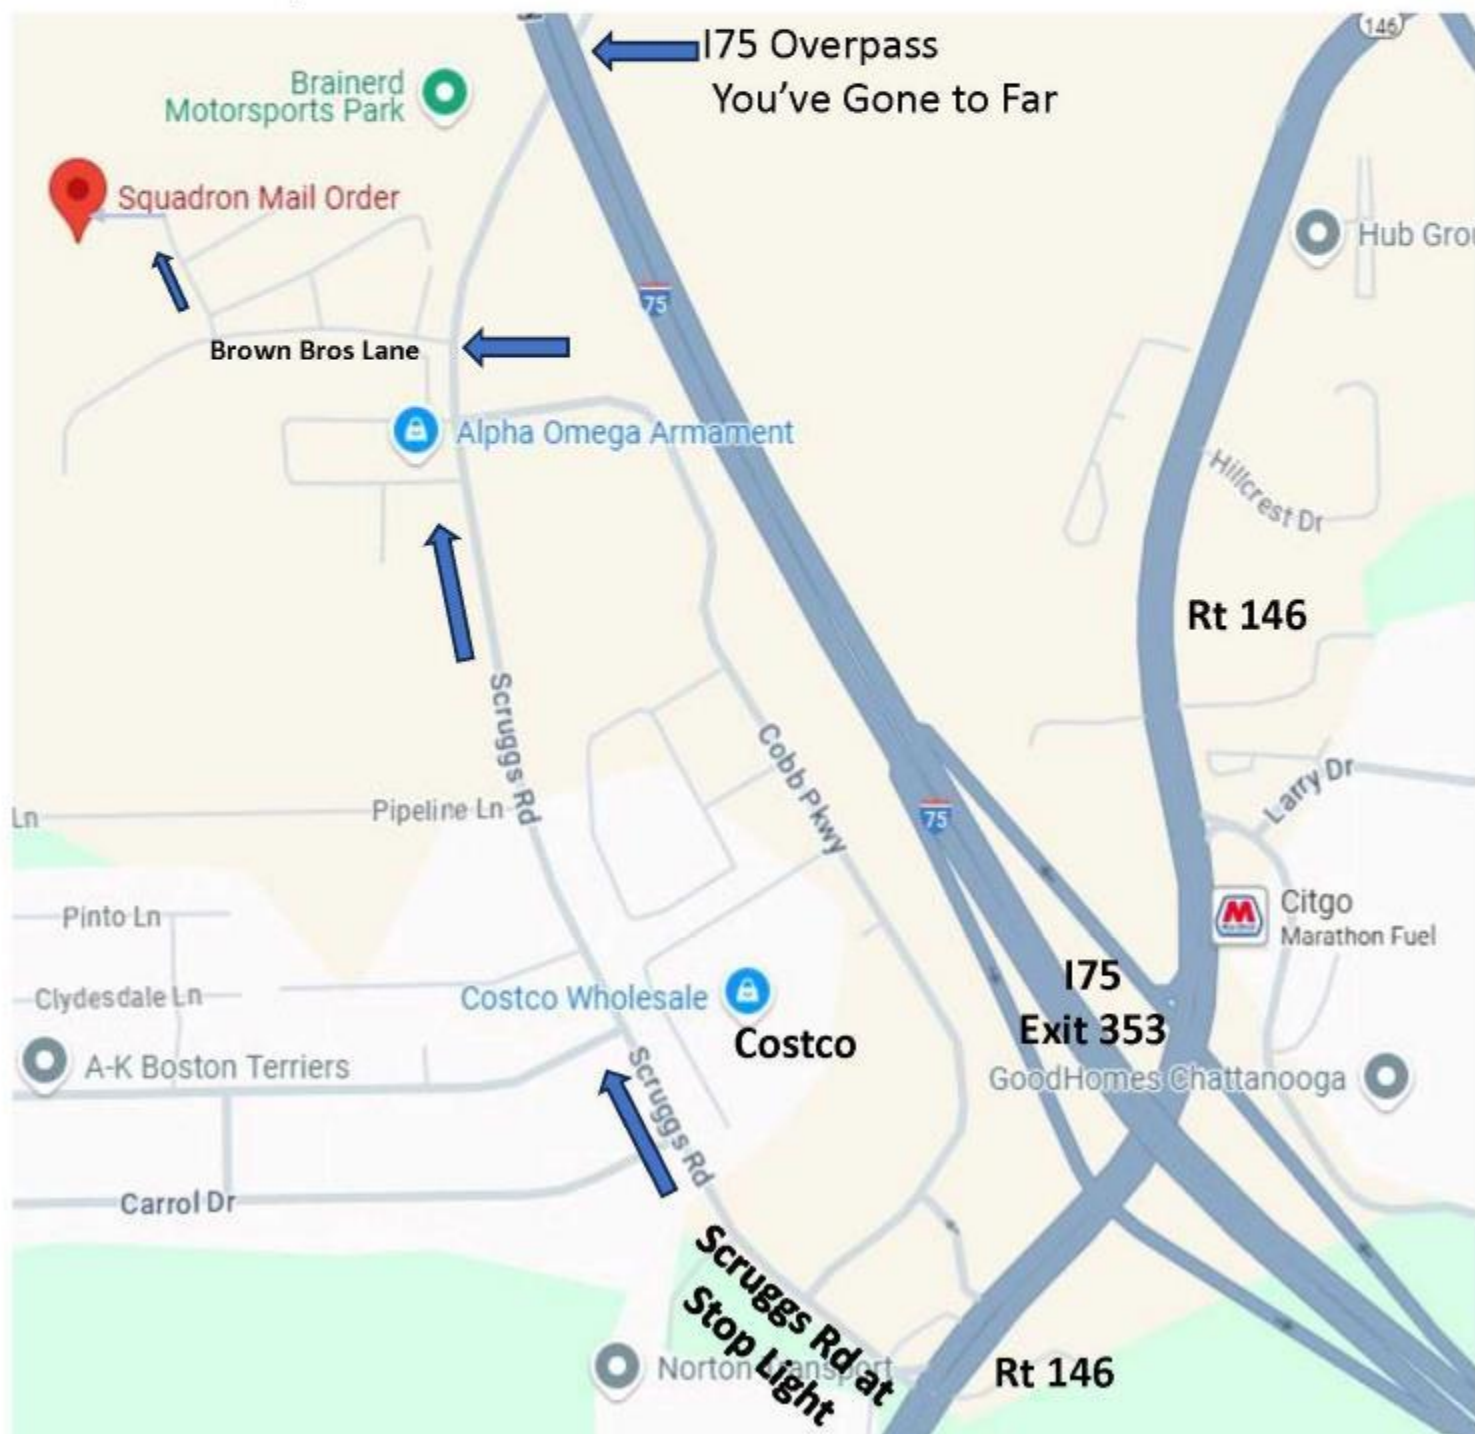 146
I75 Overpass
You've Gone to Far
Brainerd
Motorsports Park
Squadron Mail Order
Hub Grou
75
Brown Bros Lane
Alpha Omega Armament
Hillcrest Dr
Rt 146
Scruggs Rd
Cobb Pkwy
Larry Dr
Ln
Pipeline Ln
75
Pinto Ln
M
Citgo
Marathon Fuel
Clydesdale Ln
Costco Wholesale
Costco
I75
Exit 353
A-K Boston Terriers
GoodHomes Chattanooga
Scruggs Rd
Carrol Dr
Scruggs Rd at
Stop Light
Norton Transport
Rt 146